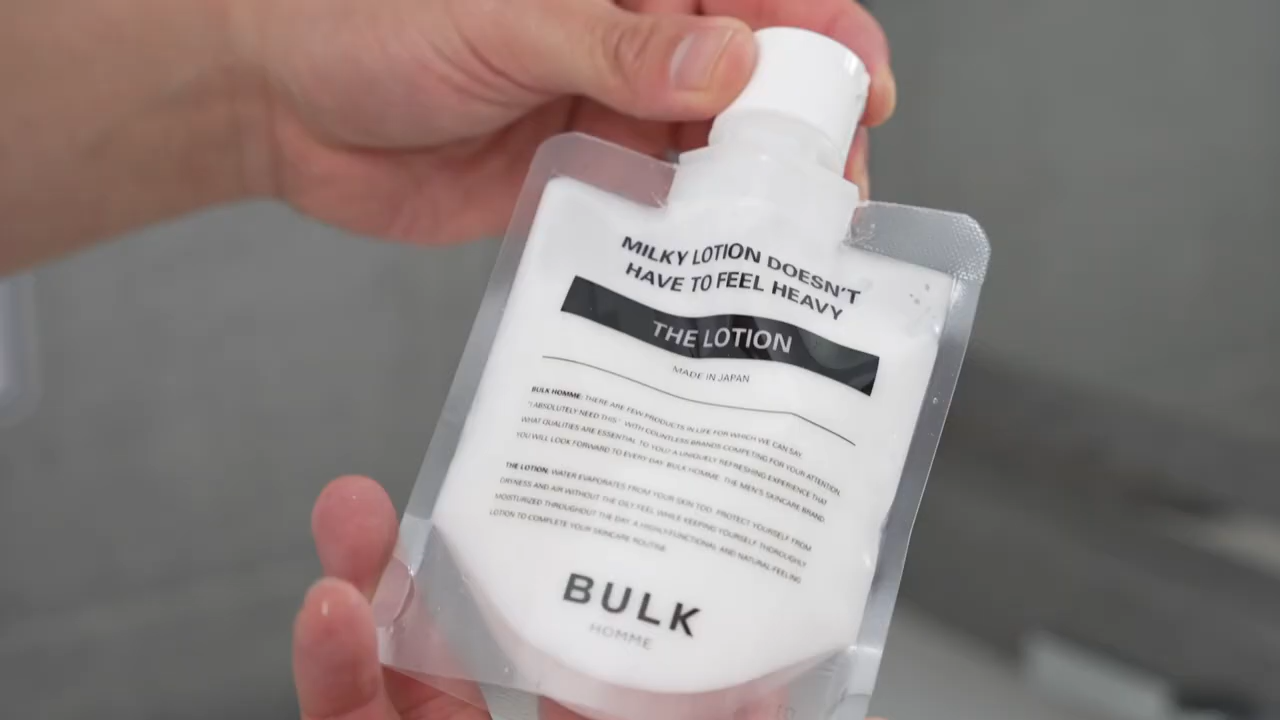 MILKY LOTION DOESN'T
HAVE TO FEEL HEAVY
THE LOTION
MADE IN JAPAN
BULK HOMME: THERE ARE FEW PRODUCTS IN LIFE FOR WHICH WE CAN SAY,
"I ABSOLUTELY NEED THIS". WITH COUNTLESS BRANDS COMPETING FOR YOUR ATTENTION,
WHAT QUALITIES ARE ESSENTIAL TO YOU? A UNIQUELY REFRESHING EXPERIENCE THAT
YOU WILL LOOK FORWARD TO EVERY DAY. BULK HOMME: THE MEN'S SKINCARE BRAND.
THE LOTION: WATER EVAPORATES FROM YOUR SKIN TOO. PROTECT YOURSELF FROM
DRYNESS AND AIR WITHOUT THE OILY FEEL WHILE KEEPING YOURSELF THOROUGHLY
MOISTURIZED THROUGHOUT THE DAY. A HIGHLY-FUNCTIONAL AND NATURAL-FEELING
LOTION TO COMPLETE YOUR SKINCARE ROUTINE.
BULK
HOMME